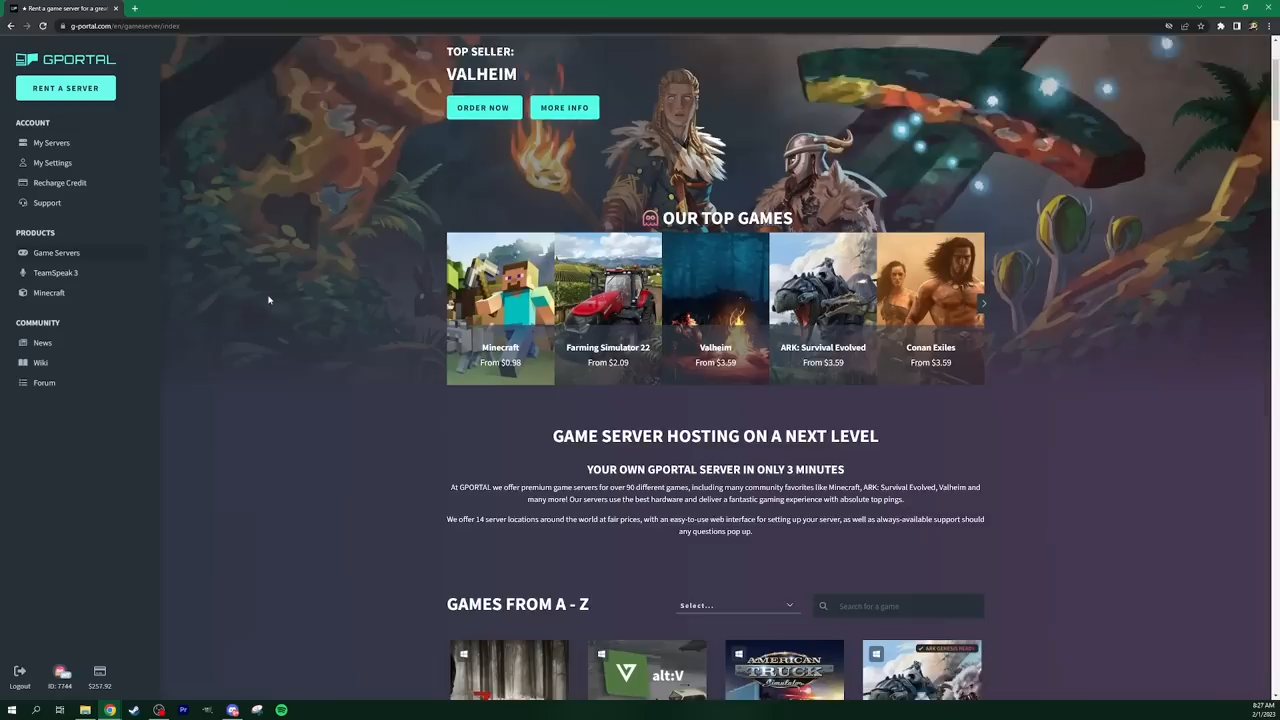 ★ Rent a game server for a grea
g-portal.com/en/gameserver/index
GPORTAL
RENT A SERVER
ACCOUNT
My Servers
My Settings
Recharge Credit
Support
PRODUCTS
Game Servers
TeamSpeak 3
Minecraft
COMMUNITY
News
Wiki
Forum
Logout
ID: 7744
$257.92
TOP SELLER:
VALHEIM
ORDER NOW
MORE INFO
OUR TOP GAMES
Minecraft
From $0.98
Farming Simulator 22
From $2.09
Valheim
From $3.59
ARK: Survival Evolved
From $3.59
Conan Exiles
From $3.59
GAME SERVER HOSTING ON A NEXT LEVEL
YOUR OWN GPORTAL SERVER IN ONLY 3 MINUTES
At GPORTAL we offer premium game servers for over 90 different games, including many community favorites like Minecraft, ARK: Survival Evolved, Valheim and
many more! Our servers use the best hardware and deliver a fantastic gaming experience with absolute top pings.
We offer 14 server locations around the world at fair prices, with an easy-to-use web interface for setting up your server, as well as always-available support should
any questions pop up.
GAMES FROM A - Z
Select...
Search for a game
alt:V
AMERICAN
TRUCK
Simulator
ARK GENESIS READY
Pr
8:27 AM
2/1/2023